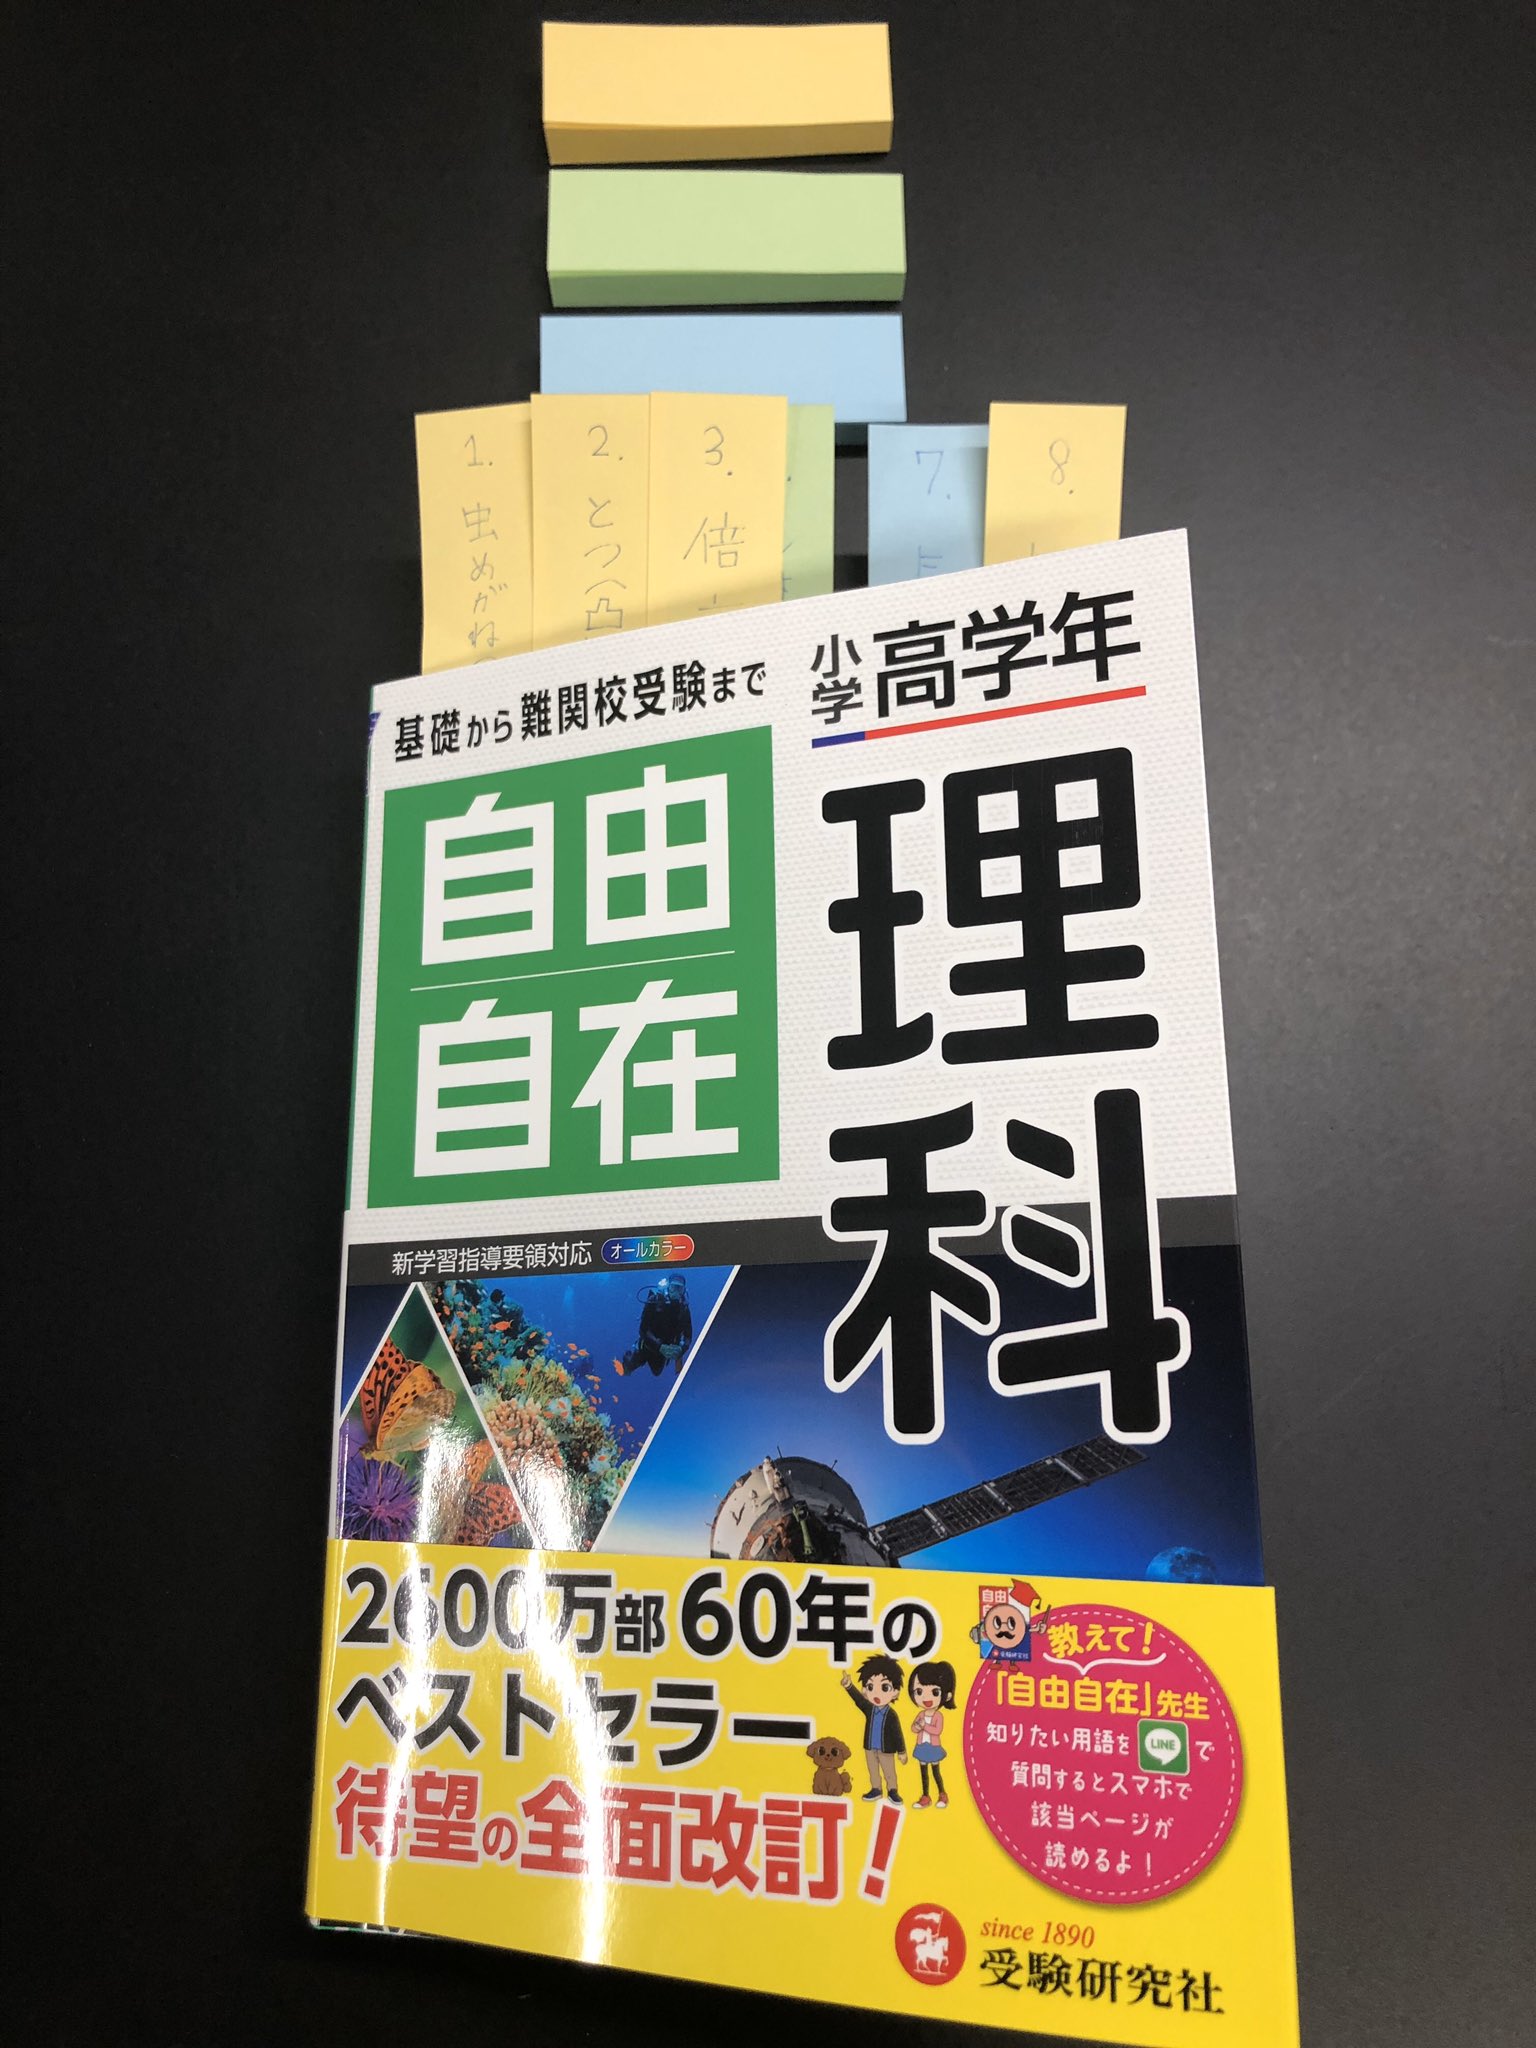 1. 虫めがね
2. とつ(凸
3. 倍
7.
8.
基礎から難関校受験まで
小学
高学年
自由
自在
理科
新学習指導要領対応 オールカラー
2600万部 60年の
ベストセラー
待望の全面改訂!
教えて!
「自由自在」先生
知りたい用語をLINEで
質問するとスマホで
該当ページが
読めるよ!
since 1890
受験研究社